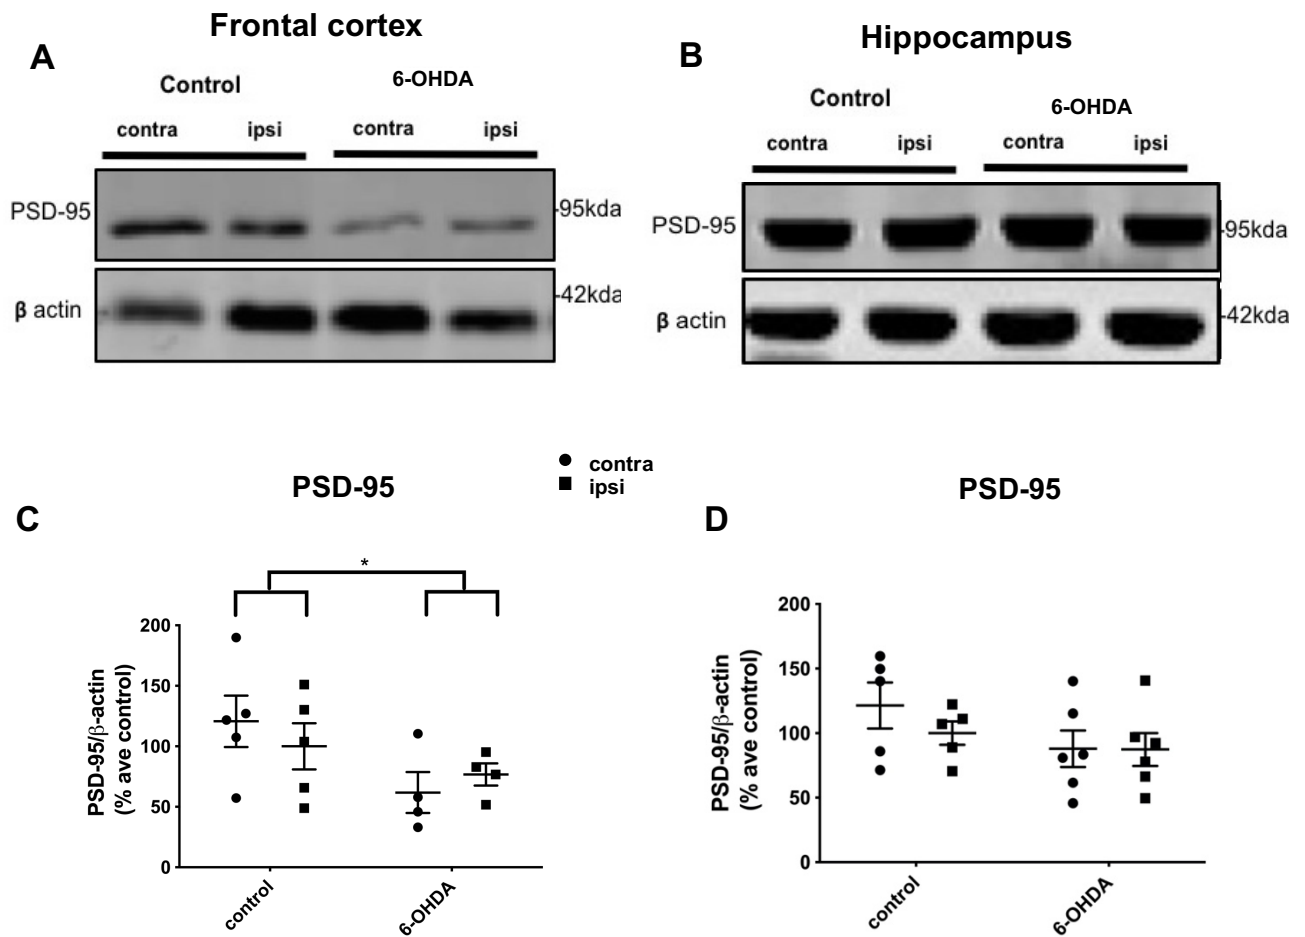 Frontal cortex
A
Control
6-OHDA
contra
ipsi
contra
ipsi
PSD-95
-95kda
β actin
-42kda
Hippocampus
B
Control
6-OHDA
contra
ipsi
contra
ipsi
PSD-95
-95kda
β actin
-42kda
contra
ipsi
PSD-95
C
*
PSD-95/β-actin
(% ave control)
200
150
100
50
0
control
6-OHDA
PSD-95
D
PSD-95/β-actin
(% ave control)
200
150
100
50
0
control
6-OHDA